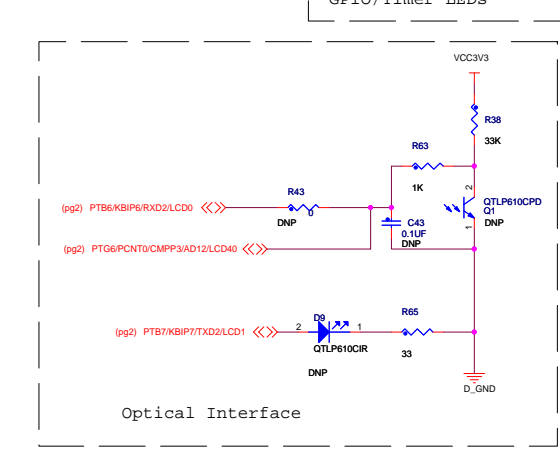 GPIO/Timer LEDs
VCC3V3
R38
33K
R63
1K
R43
0
DNP
(pg2) PTB6/KBIP6/RXD2/LCD0
C43
0.1UF
DNP
2
QTLP610CPD
Q1
DNP
1
(pg2) PTG6/PCNT0/CMPP3/AD12/LCD40
(pg2) PTB7/KBIP7/TXD2/LCD1
2
D9
1
QTLP610CIR
DNP
R65
33
D_GND
Optical Interface